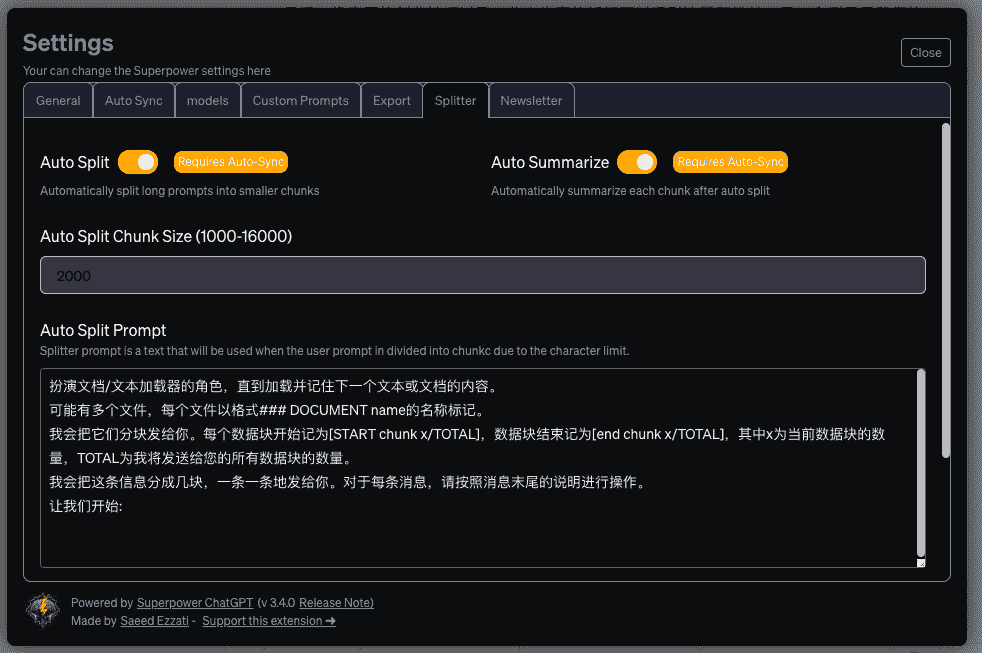 Settings
Close
Your can change the Superpower settings here
General
Auto Sync
models
Custom Prompts
Export
Splitter
Newsletter
Auto Split
Requires Auto-Sync
Auto Summarize
Requires Auto-Sync
Automatically split long prompts into smaller chunks
Automatically summarize each chunk after auto split
Auto Split Chunk Size (1000-16000)
2000
Auto Split Prompt
Splitter prompt is a text that will be used when the user prompt in divided into chunkc due to the character limit.
扮演文档/文本加载器的角色，直到加载并记住下一个文本或文档的内容。
可能有多个文件，每个文件以格式### DOCUMENT name的名称标记。
我会把它们分块发给你。每个数据块开始记为[START chunk x/TOTAL]，数据块结束记为[end chunk x/TOTAL]，其中x为当前数据块的数
量，TOTAL为我将发送给您的所有数据块的数量。
我会把这条信息分成几块，一条一条地发给你。对于每条消息，请按照消息末尾的说明进行操作。
让我们开始:
Powered by Superpower ChatGPT (v 3.4.0 Release Note)
Made by Saeed Ezzati - Support this extension ➜